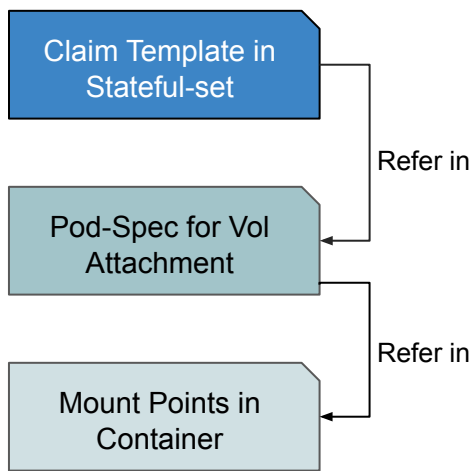 Claim Template in
Stateful-set
Refer in
Pod-Spec for Vol
Attachment
Refer in
Mount Points in
Container